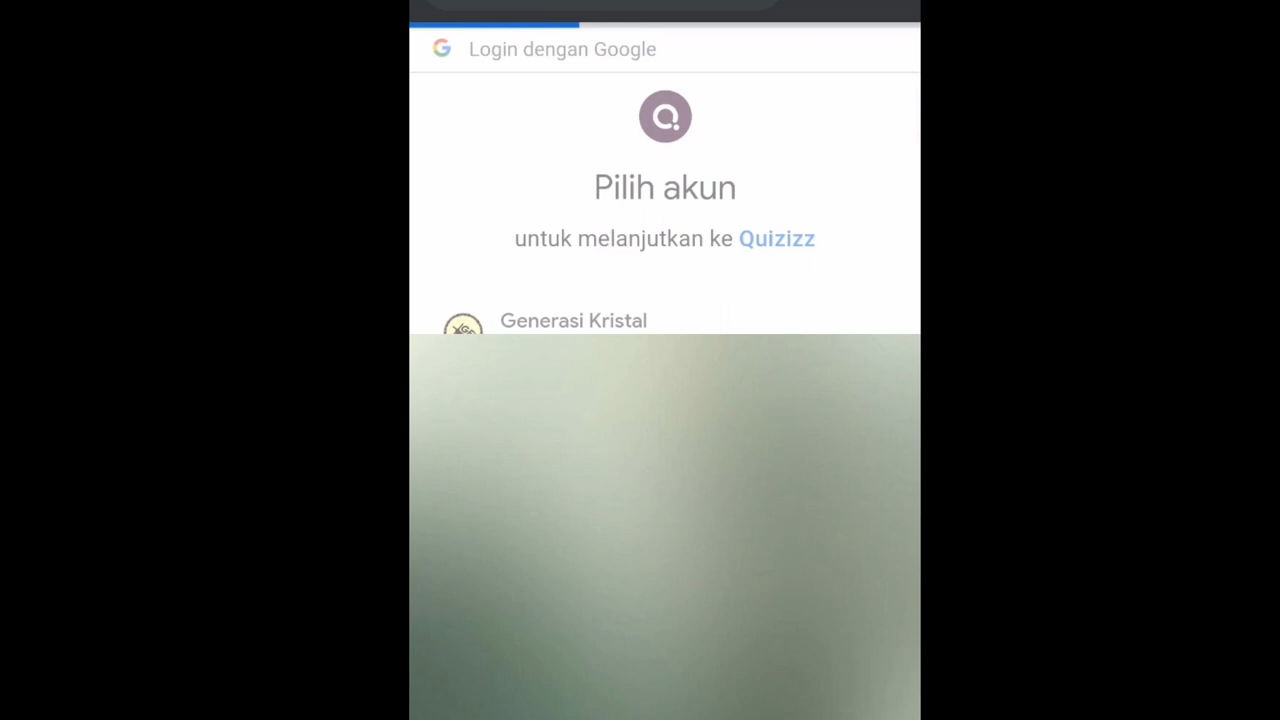 Login dengan Google
Pilih akun
untuk melanjutkan ke Quizizz
Generasi Kristal